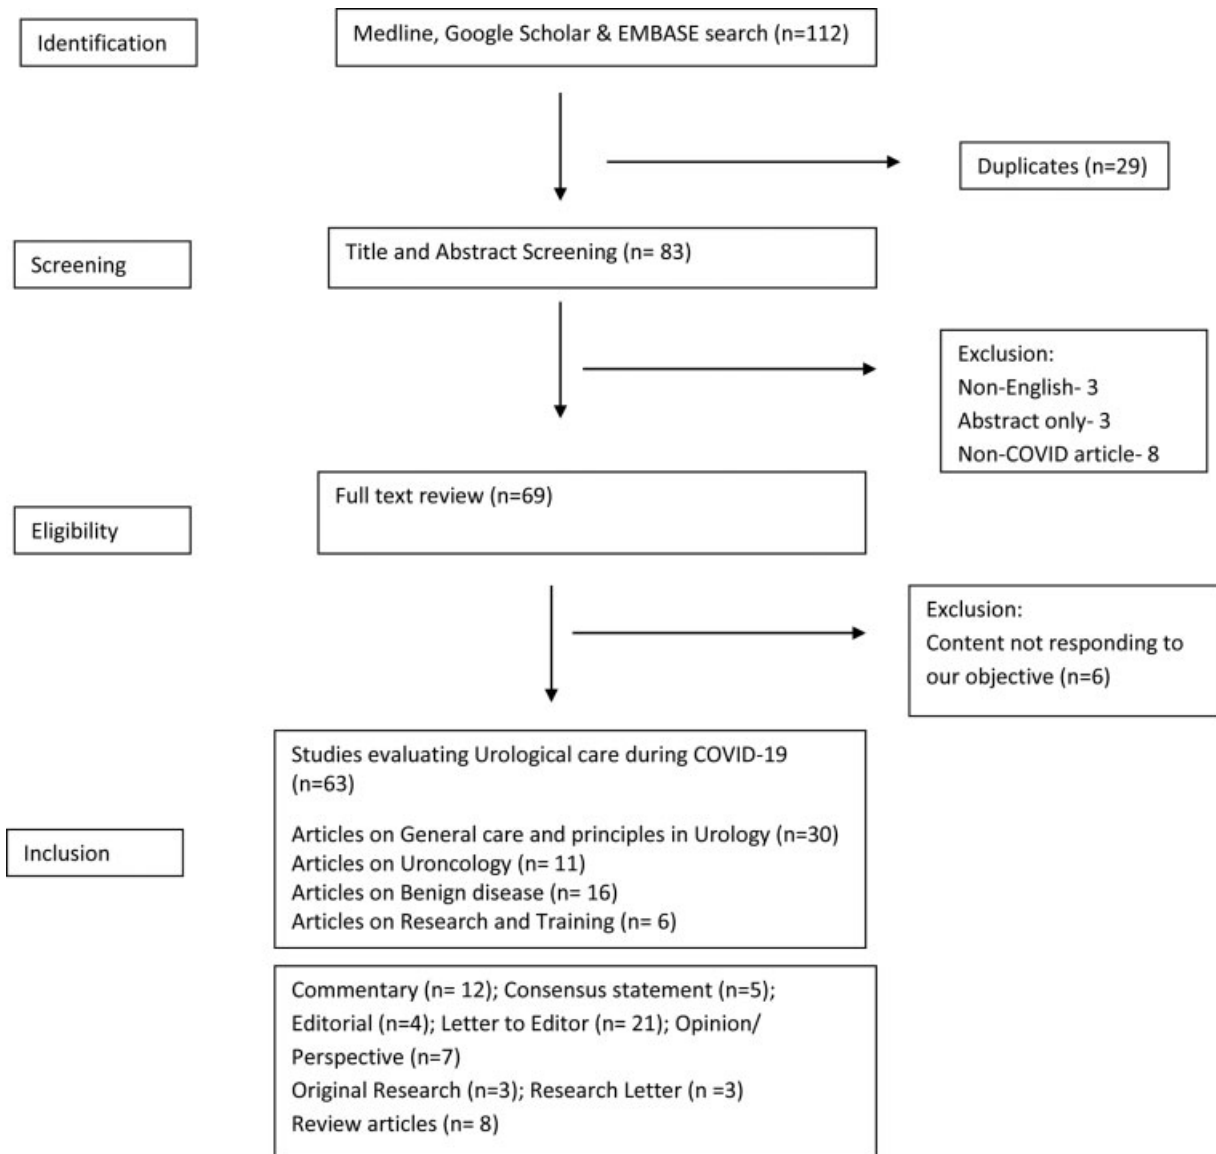 Identification
Medline, Google Scholar & EMBASE search (n=112)
Duplicates (n=29)
Screening
Title and Abstract Screening (n= 83)
Exclusion:
Non-English- 3
Abstract only- 3
Non-COVID article- 8
Eligibility
Full text review (n=69)
Exclusion:
Content not responding to
our objective (n=6)
Inclusion
Studies evaluating Urological care during COVID-19
(n=63)
Articles on General care and principles in Urology (n=30)
Articles on Uroncology (n= 11)
Articles on Benign disease (n= 16)
Articles on Research and Training (n= 6)
Commentary (n= 12); Consensus statement (n=5);
Editorial (n=4); Letter to Editor (n= 21); Opinion/
Perspective (n=7)
Original Research (n=3); Research Letter (n =3)
Review articles (n= 8)